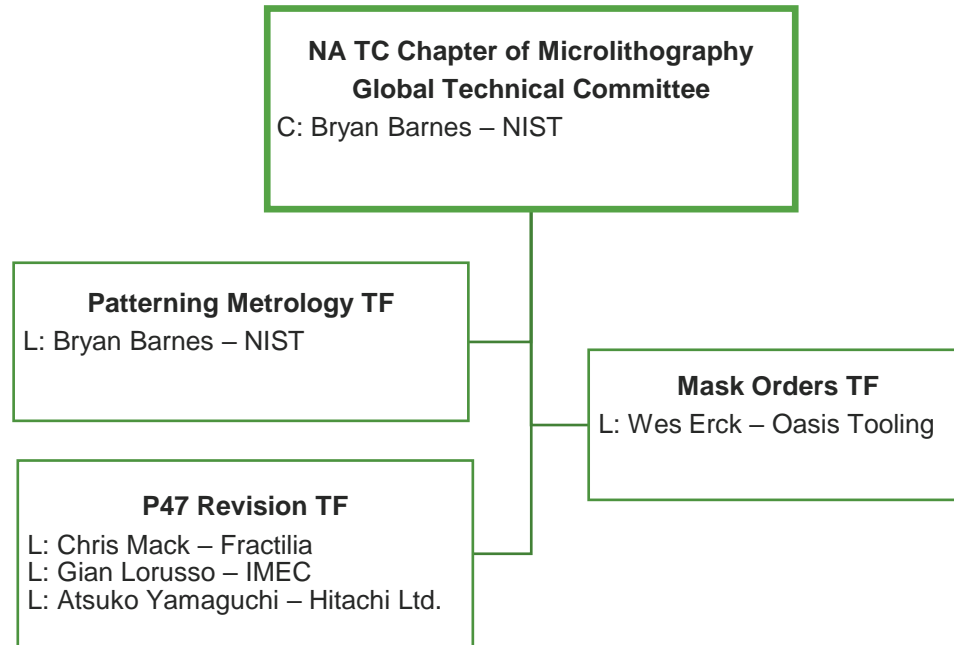 NA TC Chapter of Microlithography
Global Technical Committee
C: Bryan Barnes – NIST
Patterning Metrology TF
L: Bryan Barnes – NIST
Mask Orders TF
L: Wes Erck – Oasis Tooling
P47 Revision TF
L: Chris Mack – Fractilia
L: Gian Lorusso – IMEC
L: Atsuko Yamaguchi – Hitachi Ltd.